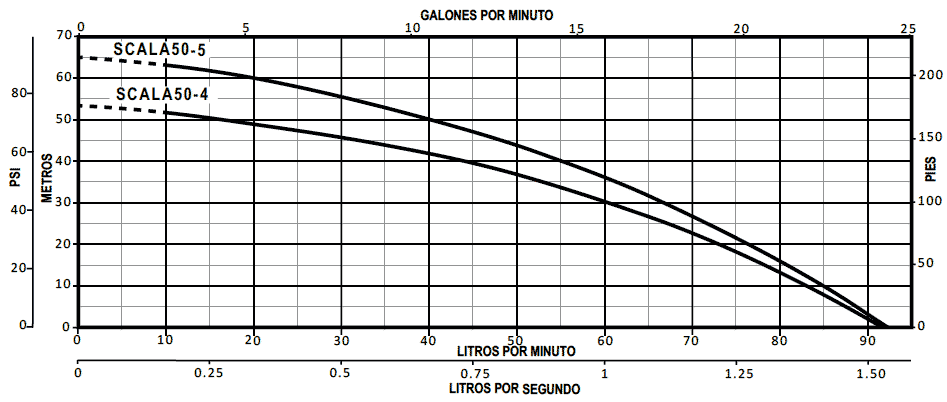 GALONES POR MINUTO
0 5 10 15 20 25
SCALA50-5
SCALA50-4
PSI
80
60
40
20
0
METROS
70
60
50
40
30
20
10
0
PIES
200
150
100
50
0
0 10 20 30 40 50 60 70 80 90
LITROS POR MINUTO
0 0.25 0.5 0.75 1 1.25 1.50
LITROS POR SEGUNDO